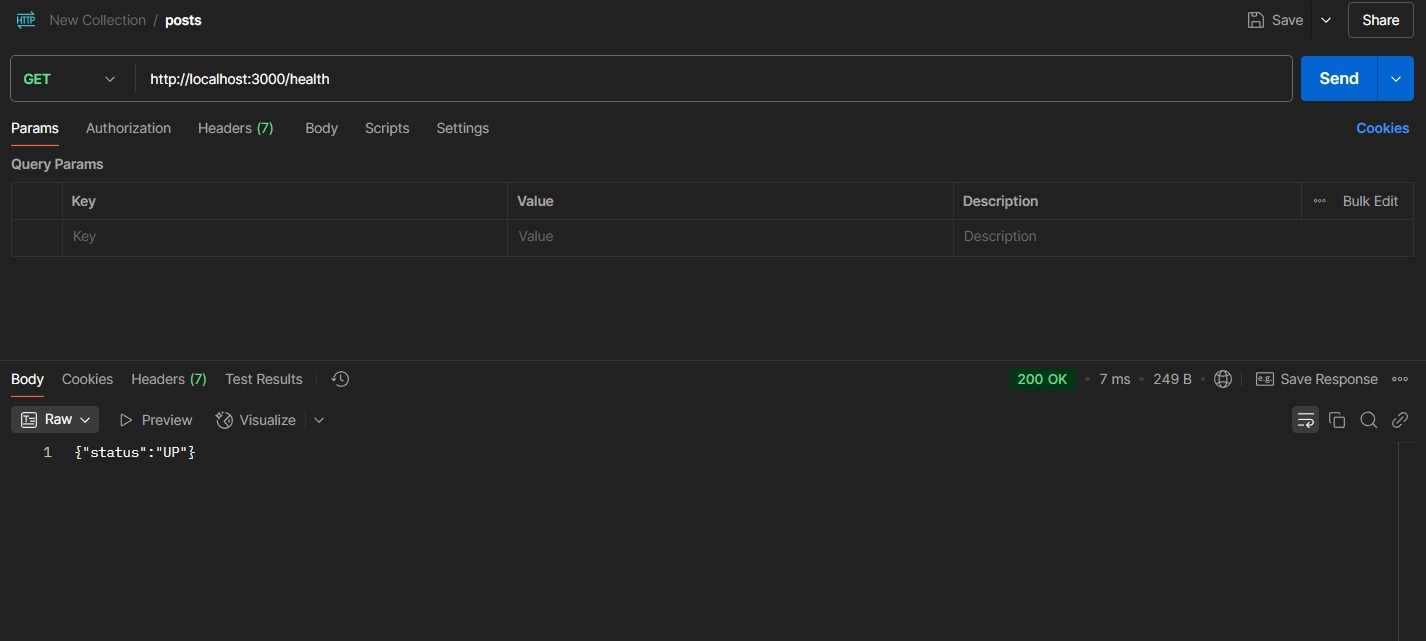 HTTP New Collection / posts Save Share
GET http://localhost:3000/health Send
Params Authorization Headers (7) Body Scripts Settings Cookies
Query Params
Key Value Description Bulk Edit
Key Value Description
Body Cookies Headers (7) Test Results 200 OK 7 ms 249 B e.g. Save Response
Raw Preview Visualize
1 {"status":"UP"}